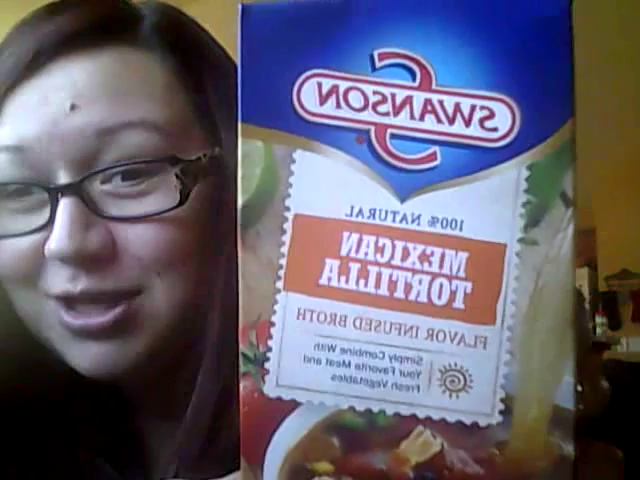 SWANSON
100% NATURAL
MEXICAN
TORTILLA
FLAVOR INFUSED BROTH
Simply Combine With
Your Favorite Meat and
Fresh Vegetables